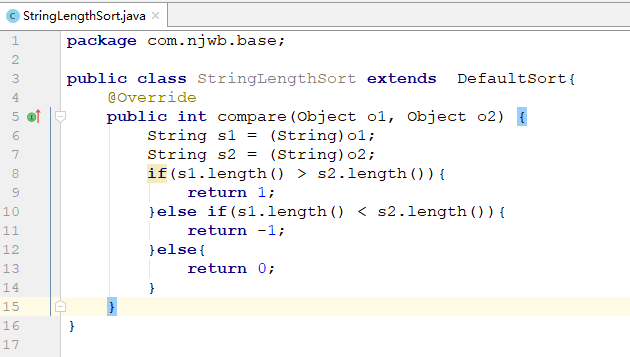 StringLengthSort.java
1 package com.njwb.base;
2
3 public class StringLengthSort extends  DefaultSort{
4     @Override
5     public int compare(Object o1, Object o2) {
6         String s1 = (String)o1;
7         String s2 = (String)o2;
8         if(s1.length() > s2.length()){
9             return 1;
10         }else if(s1.length() < s2.length()){
11             return -1;
12         }else{
13             return 0;
14         }
15     }
16 }
17